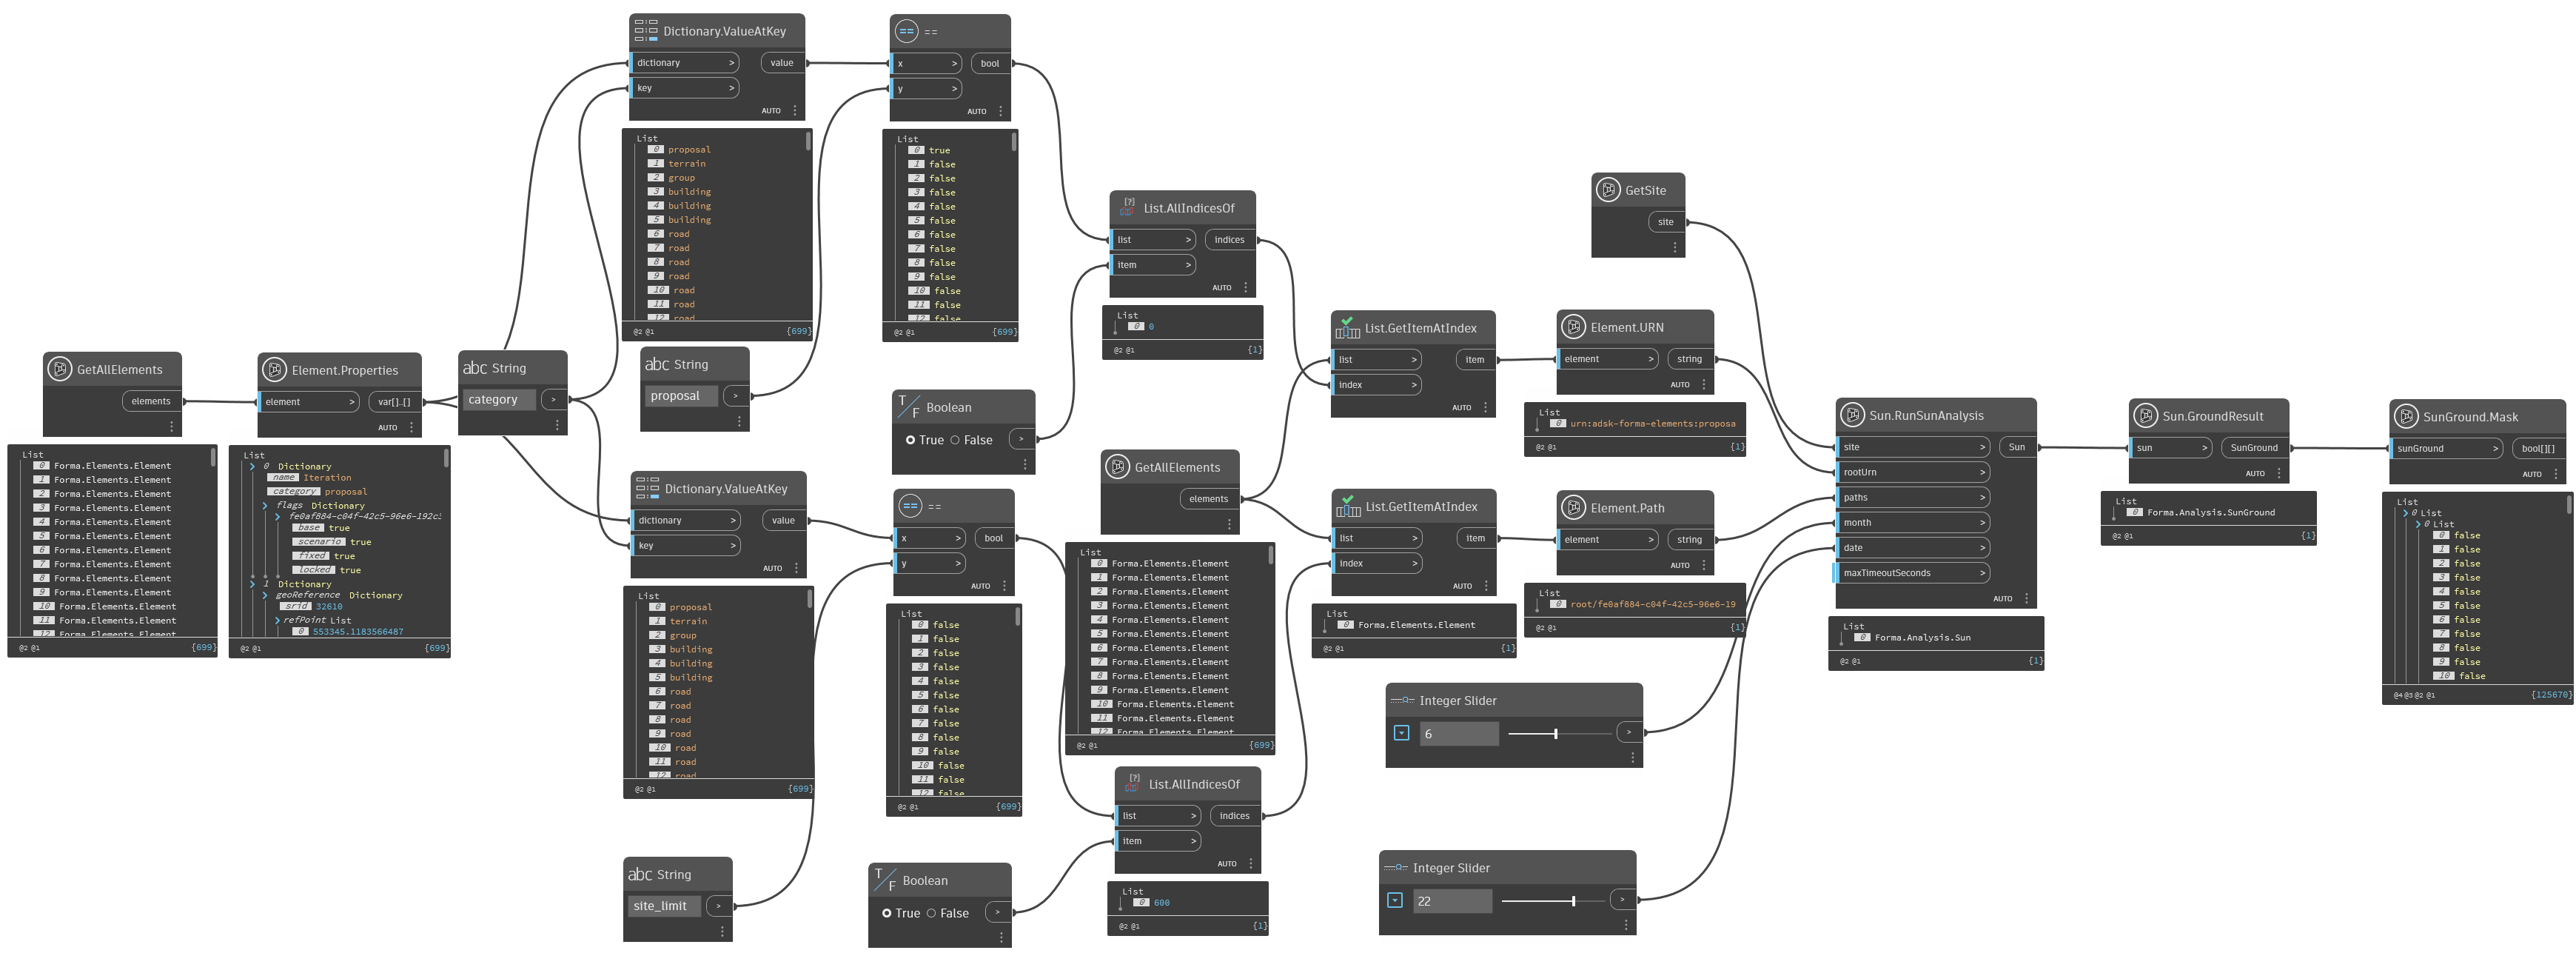 GetAllElements
elements
List
0 Forma.Elements.Element
1 Forma.Elements.Element
2 Forma.Elements.Element
3 Forma.Elements.Element
4 Forma.Elements.Element
5 Forma.Elements.Element
6 Forma.Elements.Element
7 Forma.Elements.Element
8 Forma.Elements.Element
9 Forma.Elements.Element
10 Forma.Elements.Element
11 Forma.Elements.Element
12 Forma.Elements.Element
@2 @1 {699}
Element.Properties
element > var[]..[]
AUTO
List
0 Dictionary
name Iteration
category proposal
flags Dictionary
fe0af884-c04f-42c5-96e6-192c
base true
scenario true
fixed true
locked true
1 Dictionary
geoReference Dictionary
srid 32610
refPoint List
0 553345.1183566487
@2 @1 {699}
abc String
category >
Dictionary.ValueAtKey
dictionary > value
key >
AUTO
List
0 proposal
1 terrain
2 group
3 building
4 building
5 building
6 road
7 road
8 road
9 road
10 road
11 road
12 road
@2 @1 {699}
abc String
proposal >
Dictionary.ValueAtKey
dictionary > value
key >
AUTO
List
0 proposal
1 terrain
2 group
3 building
4 building
5 building
6 road
7 road
8 road
9 road
10 road
11 road
12 road
@2 @1 {699}
abc String
site_limit >
== ==
x > bool
y >
AUTO
List
0 true
1 false
2 false
3 false
4 false
5 false
6 false
7 false
8 false
9 false
10 false
11 false
12 false
@2 @1 {699}
T/F Boolean
True False >
== ==
x > bool
y >
AUTO
List
0 false
1 false
2 false
3 false
4 false
5 false
6 false
7 false
8 false
9 false
10 false
11 false
12 false
@2 @1 {699}
T/F Boolean
True False >
[?] List.AllIndicesOf
list > indices
item >
AUTO
List
0 0
@2 @1 {1}
GetAllElements
elements
List
0 Forma.Elements.Element
1 Forma.Elements.Element
2 Forma.Elements.Element
3 Forma.Elements.Element
4 Forma.Elements.Element
5 Forma.Elements.Element
6 Forma.Elements.Element
7 Forma.Elements.Element
8 Forma.Elements.Element
9 Forma.Elements.Element
10 Forma.Elements.Element
11 Forma.Elements.Element
12 Forma.Elements.Element
@2 @1 {699}
[?] List.AllIndicesOf
list > indices
item >
AUTO
List
0 600
@2 @1 {1}
List.GetItemAtIndex
list > item
index >
AUTO
List.GetItemAtIndex
list > item
index >
AUTO
List
0 Forma.Elements.Element
@2 @1 {1}
Integer Slider
6 >
Integer Slider
22 >
GetSite
site
Element.URN
element > string
AUTO
List
0 urn:adsk-forma-elements:proposa
@2 @1 {1}
Element.Path
element > string
AUTO
List
0 root/fe0af884-c04f-42c5-96e6-19
@2 @1 {1}
Sun.RunSunAnalysis
site > Sun
rootUrn >
paths >
month >
date >
maxTimeoutSeconds >
AUTO
List
0 Forma.Analysis.Sun
@2 @1 {1}
Sun.GroundResult
sun > SunGround
AUTO
List
0 Forma.Analysis.SunGround
@2 @1 {1}
SunGround.Mask
sunGround > bool[][]
AUTO
List
0 List
0 List
0 false
1 false
2 false
3 false
4 false
5 false
6 false
7 false
8 false
9 false
10 false
@4 @3 @2 @1 {125670}